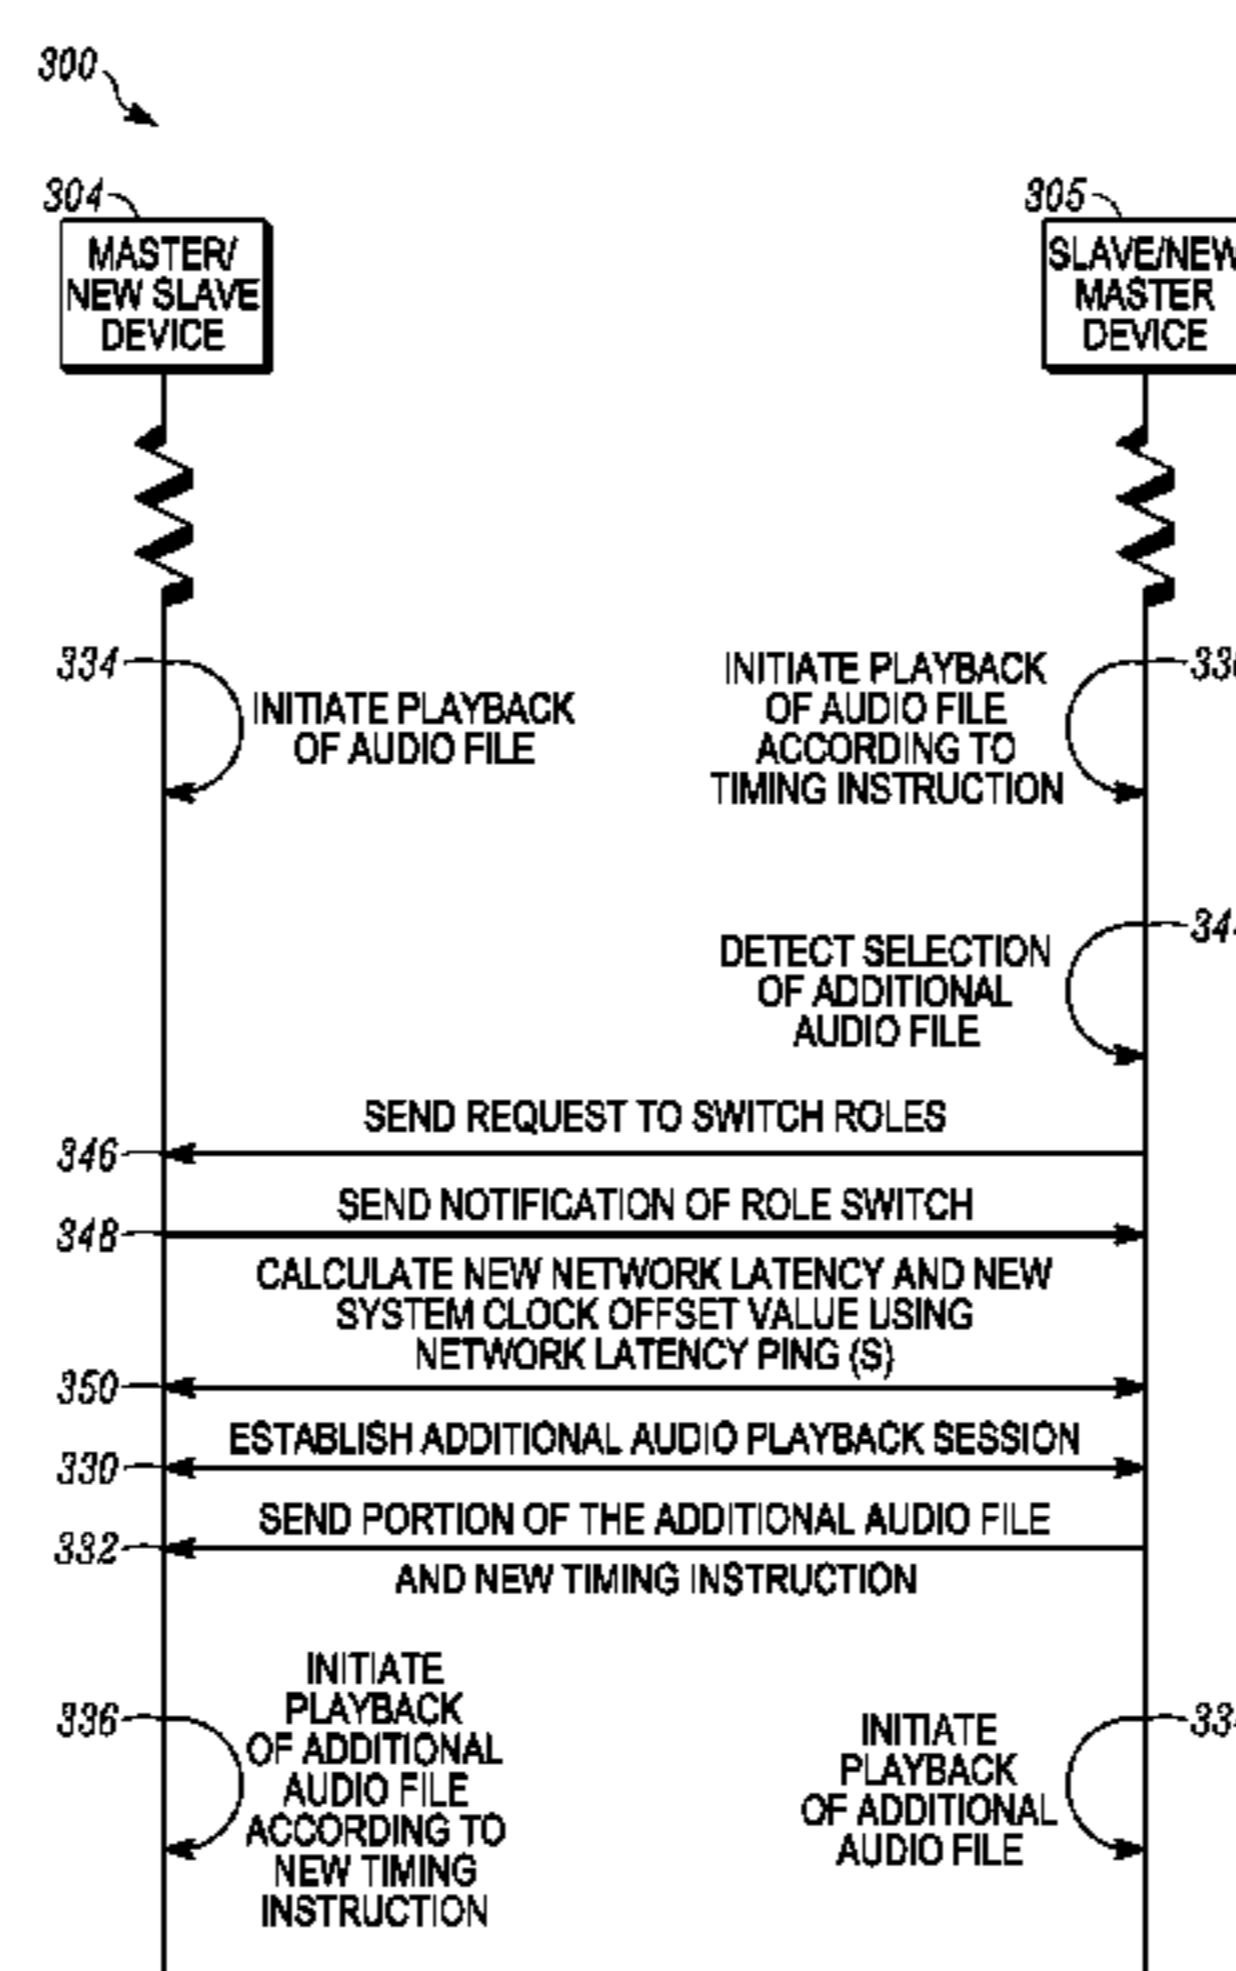 300
304
305
MASTER/
NEW SLAVE
DEVICE
SLAVE/NEW
MASTER
DEVICE
334
INITIATE PLAYBACK
OF AUDIO FILE
INITIATE PLAYBACK
OF AUDIO FILE
ACCORDING TO
TIMING INSTRUCTION
DETECT SELECTION
OF ADDITIONAL
AUDIO FILE
SEND REQUEST TO SWITCH ROLES
346
SEND NOTIFICATION OF ROLE SWITCH
348
CALCULATE NEW NETWORK LATENCY AND NEW
SYSTEM CLOCK OFFSET VALUE USING
NETWORK LATENCY PING (S)
350
ESTABLISH ADDITIONAL AUDIO PLAYBACK SESSION
330
SEND PORTION OF THE ADDITIONAL AUDIO FILE
332
AND NEW TIMING INSTRUCTION
336
INITIATE
PLAYBACK
OF ADDITIONAL
AUDIO FILE
ACCORDING TO
NEW TIMING
INSTRUCTION
INITIATE
PLAYBACK
OF ADDITIONAL
AUDIO FILE